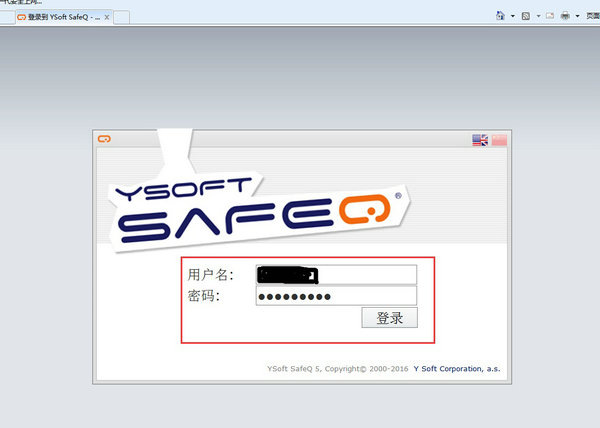 登录到 YSoft SafeQ - ...
页面
YSOFT
SAFEQ®
用户名：
密码：
登录
YSoft SafeQ 5, Copyright© 2000-2016 Y Soft Corporation, a.s.